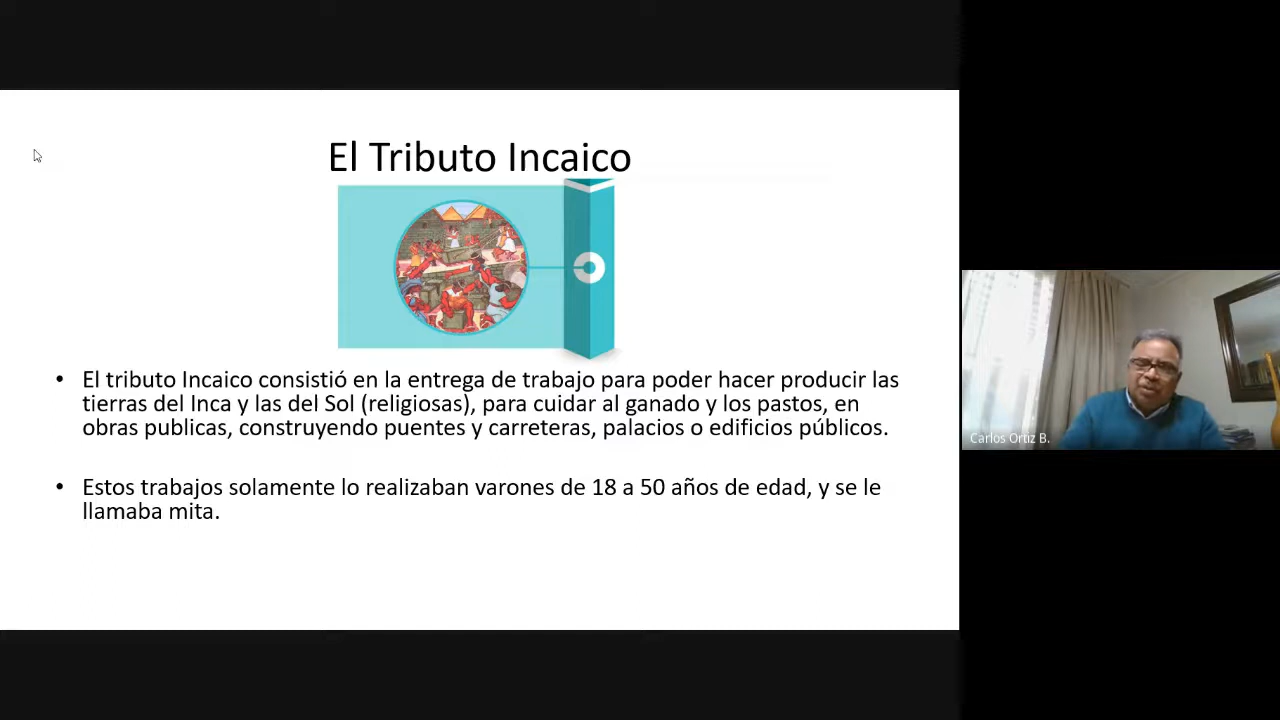 El Tributo Incaico
• El tributo Incaico consistió en la entrega de trabajo para poder hacer producir las
tierras del Inca y las del Sol (religiosas), para cuidar al ganado y los pastos, en
obras publicas, construyendo puentes y carreteras, palacios o edificios públicos.
• Estos trabajos solamente lo realizaban varones de 18 a 50 años de edad, y se le
llamaba mita.
Carlos Ortiz B.